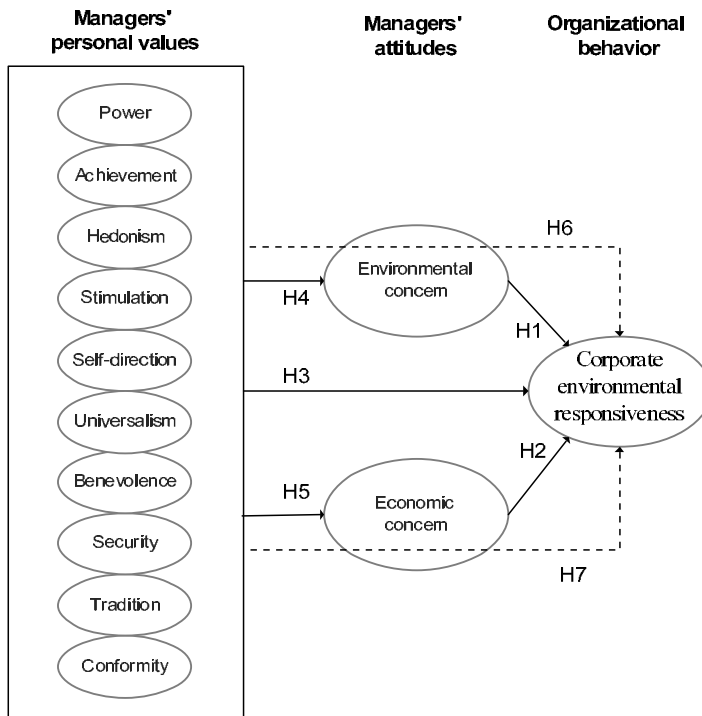 Managers'
personal values
Managers'
attitudes
Organizational
behavior
Power
Achievement
Hedonism
Stimulation
Self-direction
Universalism
Benevolence
Security
Tradition
Conformity
H6
Environmental
concern
H4
H1
H3
Corporate
environmental
responsiveness
H2
H5
Economic
concern
H7